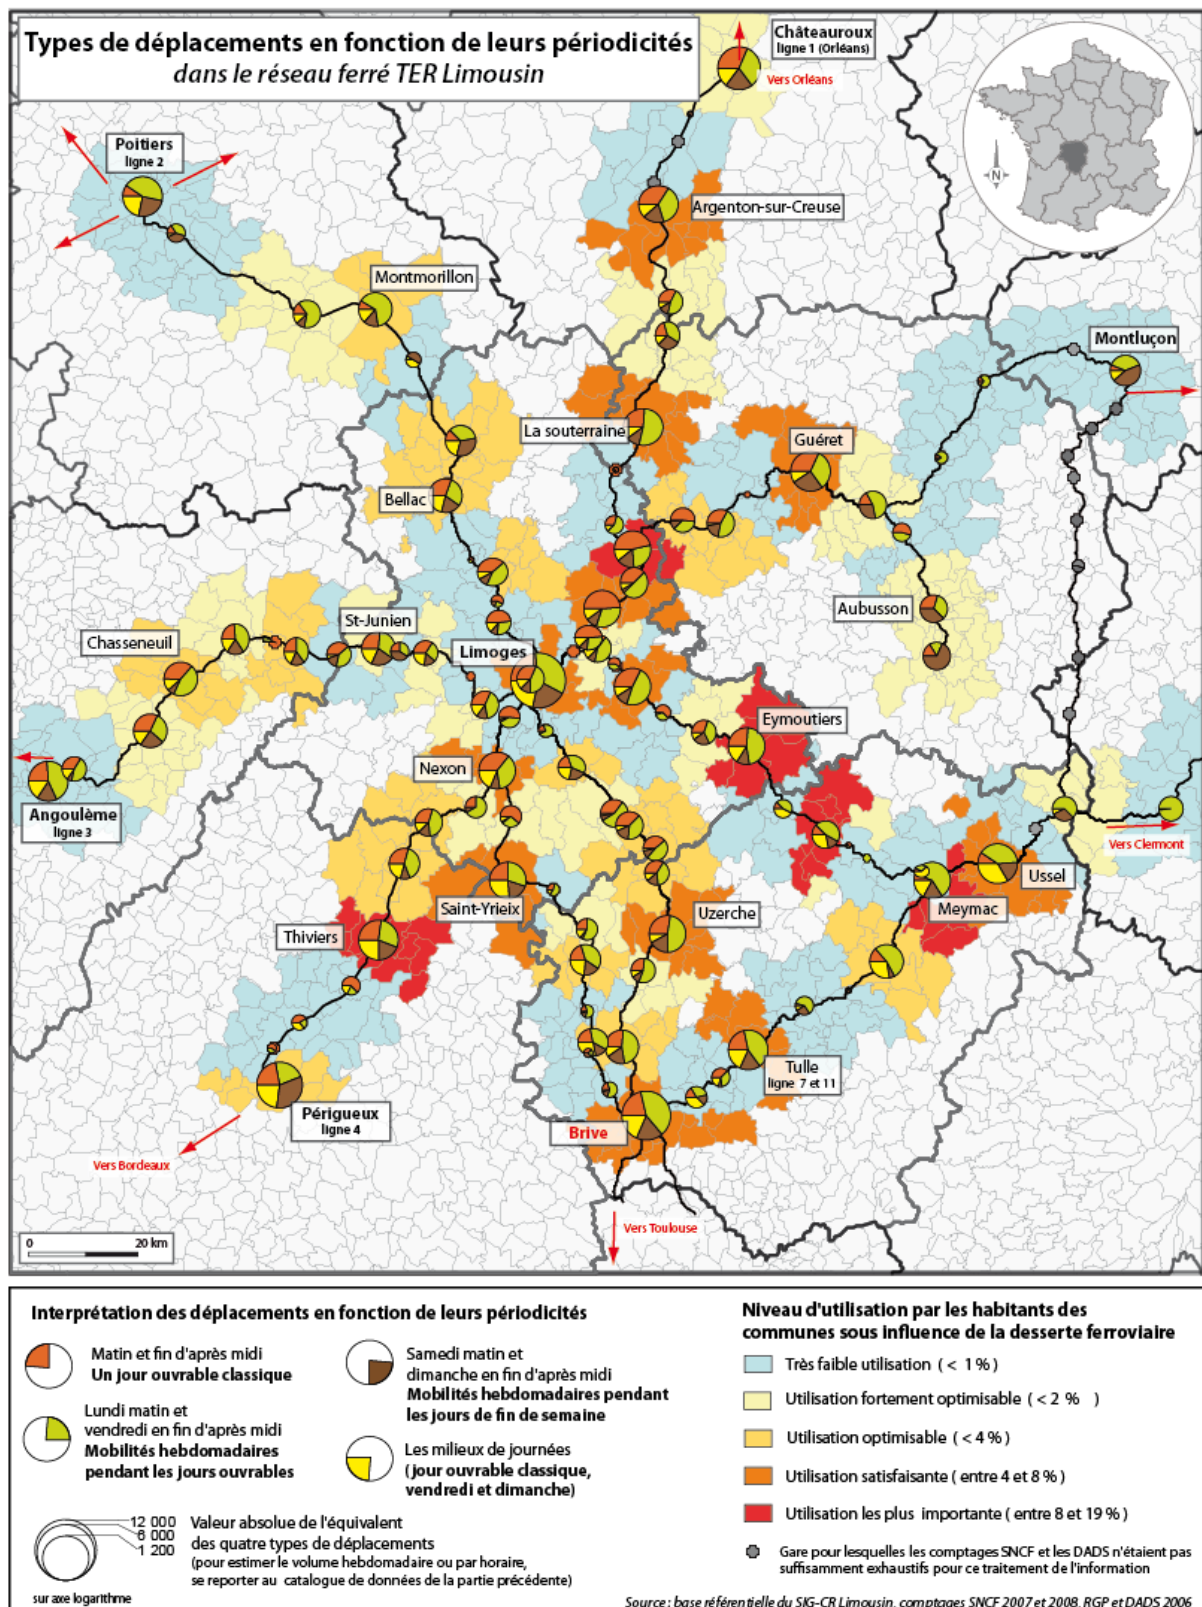 Types de déplacements en fonction de leurs périodicités
dans le réseau ferré TER Limousin
Châteauroux
ligne 1 (Orléans)
Vers Orléans
N
Poitiers
ligne 2
Argenton-sur-Creuse
Montmorillon
Montluçon
La souterraine
Guéret
Bellac
Aubusson
St-Junien
Chasseneuil
Limoges
Eymoutiers
Nexon
Angoulème
ligne 3
Vers Clermont
Ussel
Saint-Yrieix
Uzerche
Meymac
Thiviers
Tulle
ligne 7 et 11
Périgueux
ligne 4
Brive
Vers Bordeaux
Vers Toulouse
0 20 km
Interprétation des déplacements en fonction de leurs périodicités
Matin et fin d'après midi
Un jour ouvrable classique
Lundi matin et
vendredi en fin d'après midi
Mobilités hebdomadaires
pendant les jours ouvrables
Samedi matin et
dimanche en fin d'après midi
Mobilités hebdomadaires pendant
les jours de fin de semaine
Les milieux de journées
(jour ouvrable classique,
vendredi et dimanche)
12 000
6 000
1 200
sur axe logarithme
Valeur absolue de l'équivalent
des quatre types de déplacements
(pour estimer le volume hebdomadaire ou par horaire,
se reporter au catalogue de données de la partie précédente)
Niveau d'utilisation par les habitants des
communes sous influence de la desserte ferroviaire
Très faible utilisation ( < 1 % )
Utilisation fortement optimisable ( < 2 % )
Utilisation optimisable ( < 4 % )
Utilisation satisfaisante ( entre 4 et 8 % )
Utilisation les plus importante ( entre 8 et 19 % )
Gare pour lesquelles les comptages SNCF et les DADS n'étaient pas
suffisamment exhaustifs pour ce traitement de l'information
Source : base référentielle du SIG-CR Limousin, comptages SNCF 2007 et 2008, RGP et DADS 2006